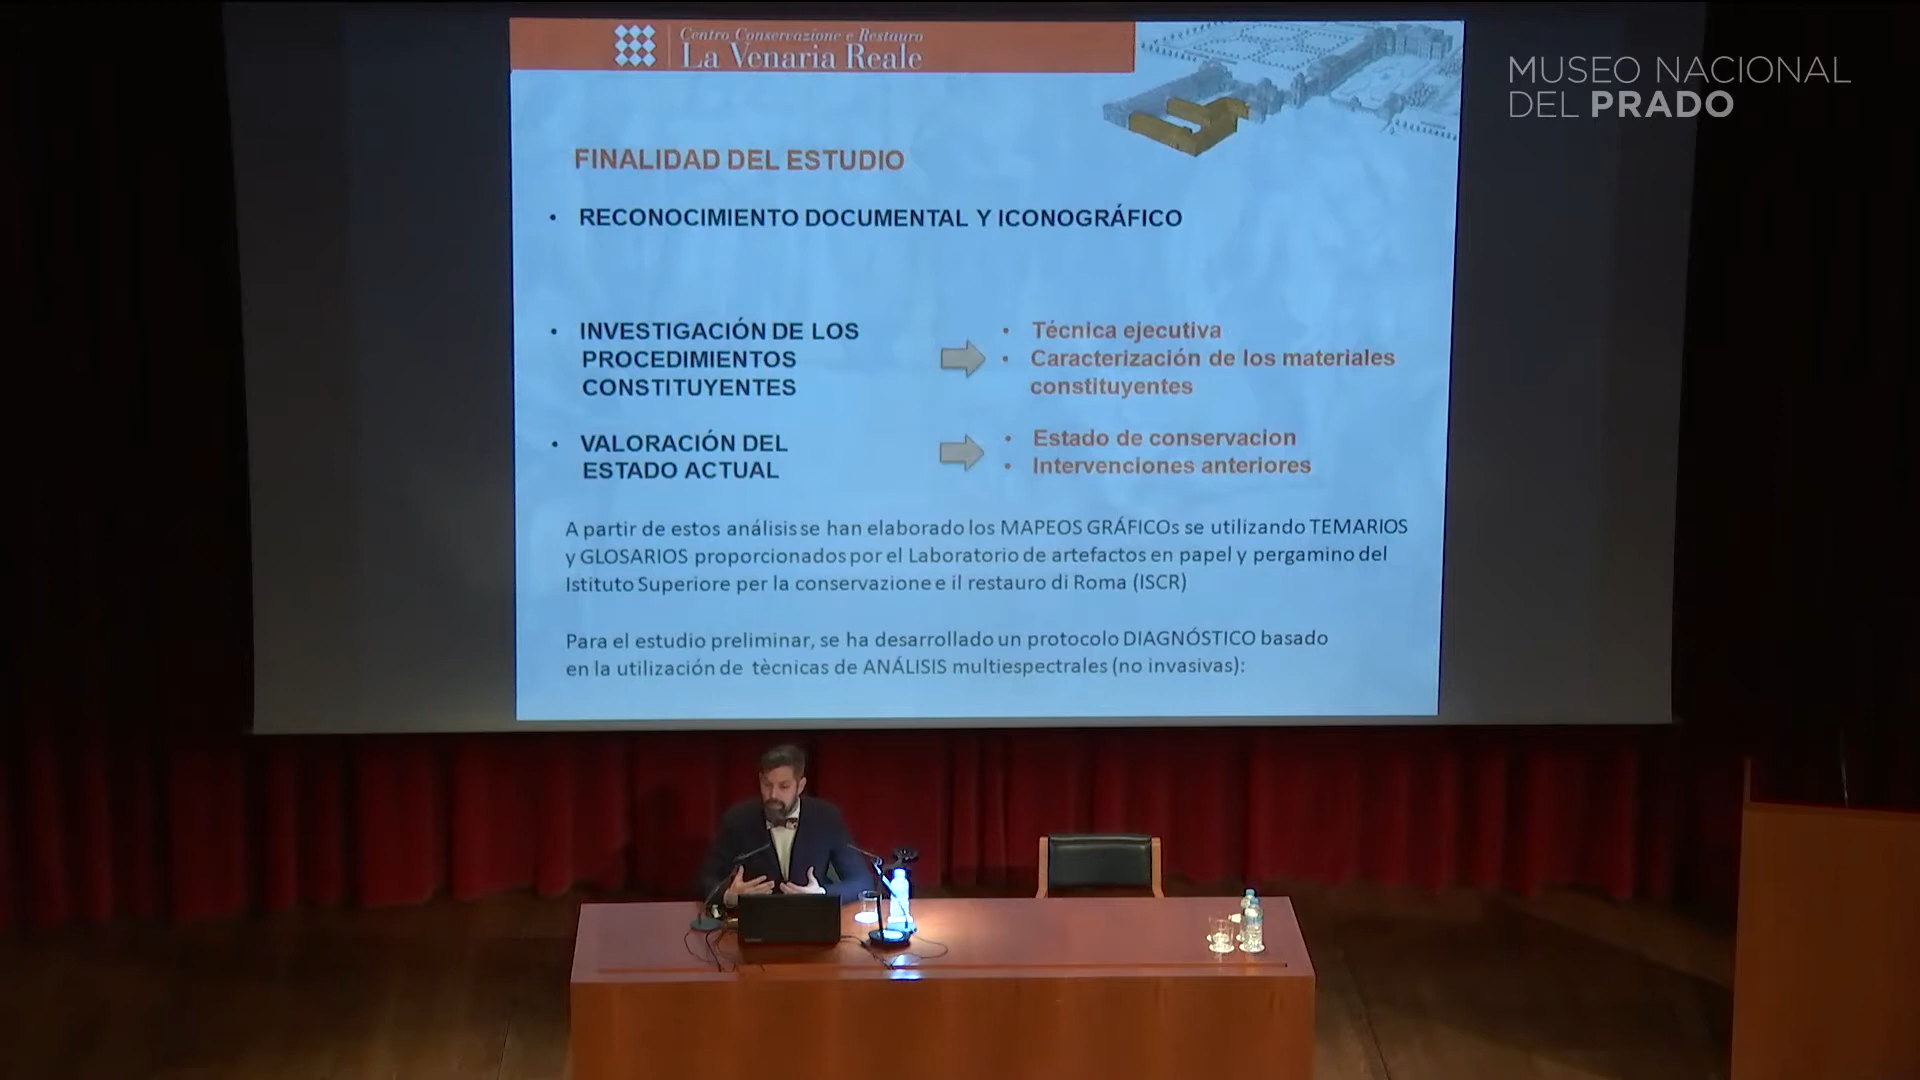 Centro Conservazione e Restauro
La Venaria Reale
MUSEO NACIONAL
DEL PRADO
FINALIDAD DEL ESTUDIO
• RECONOCIMIENTO DOCUMENTAL Y ICONOGRÁFICO
• INVESTIGACIÓN DE LOS
PROCEDIMIENTOS
CONSTITUYENTES
• Técnica ejecutiva
• Caracterización de los materiales
constituyentes
• VALORACIÓN DEL
ESTADO ACTUAL
• Estado de conservacion
• Intervenciones anteriores
A partir de estos análisis se han elaborado los MAPEOS GRÁFICOs se utilizando TEMARIOS
y GLOSARIOS proporcionados por el Laboratorio de artefactos en papel y pergamino del
Istituto Superiore per la conservazione e il restauro di Roma (ISCR)
Para el estudio preliminar, se ha desarrollado un protocolo DIAGNÓSTICO basado
en la utilización de tècnicas de ANÁLISIS multiespectrales (no invasivas):